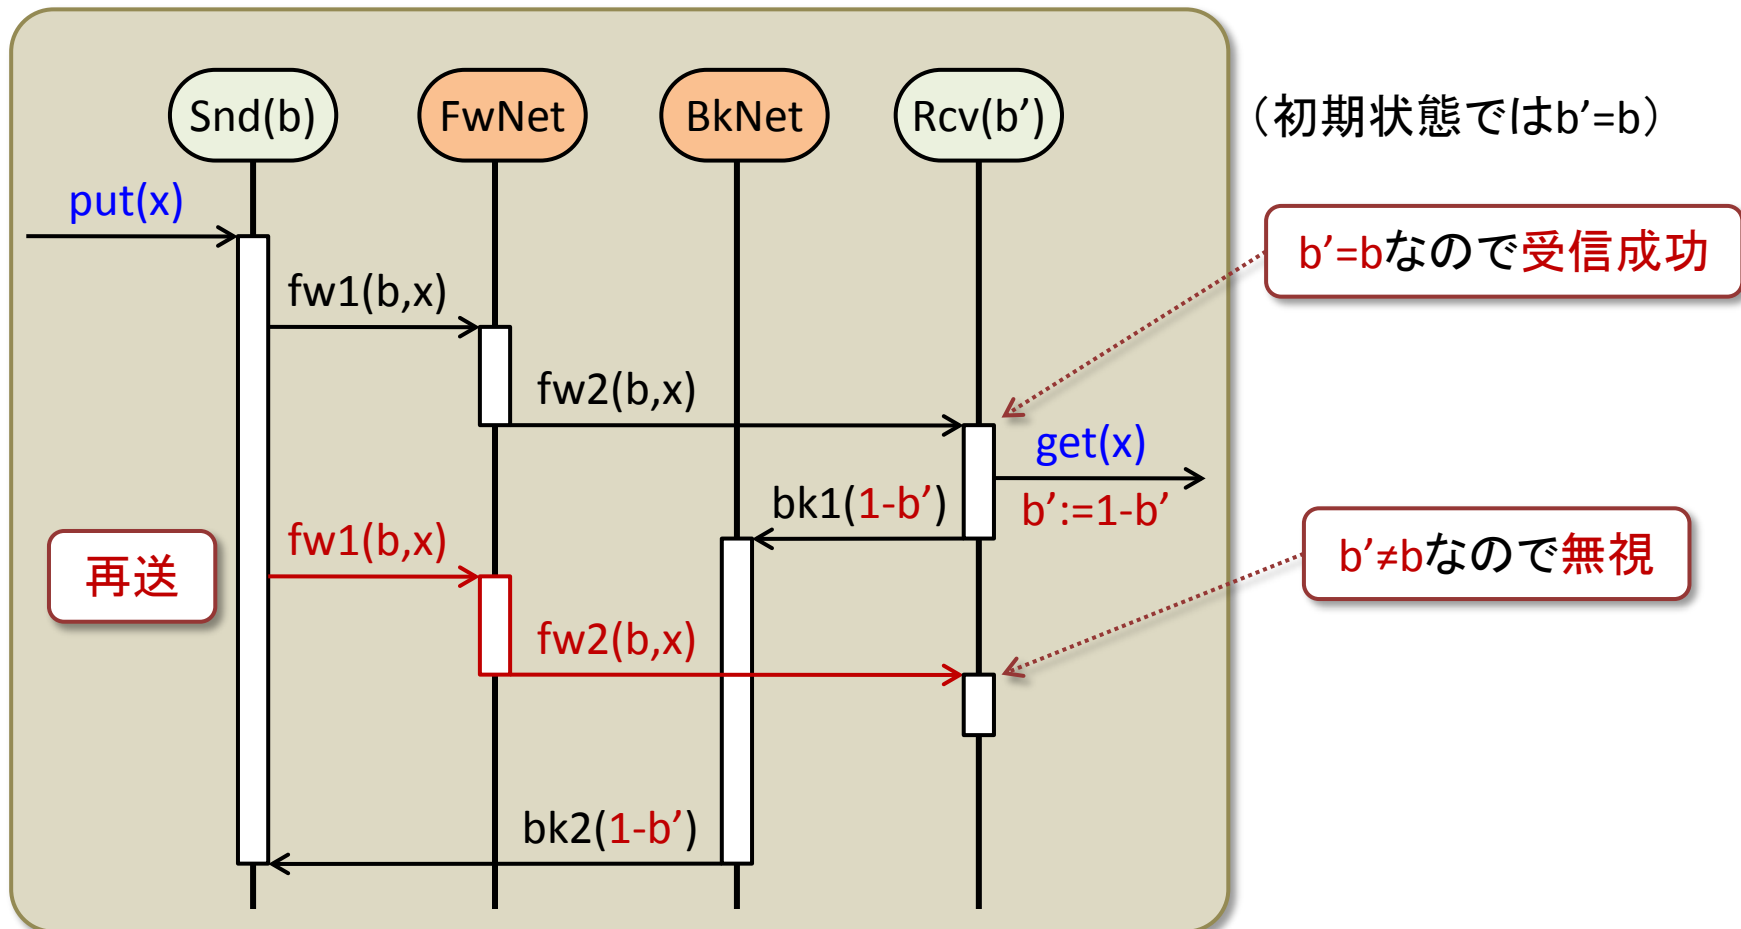 Snd(b) FwNet BkNet Rcv(b’) （初期状態ではb’=b）
put(x)
b’=bなので受信成功
fw1(b,x)
fw2(b,x)
get(x)
bk1(1-b’) b’:=1-b’
再送 fw1(b,x) b’≠bなので無視
fw2(b,x)
bk2(1-b’)